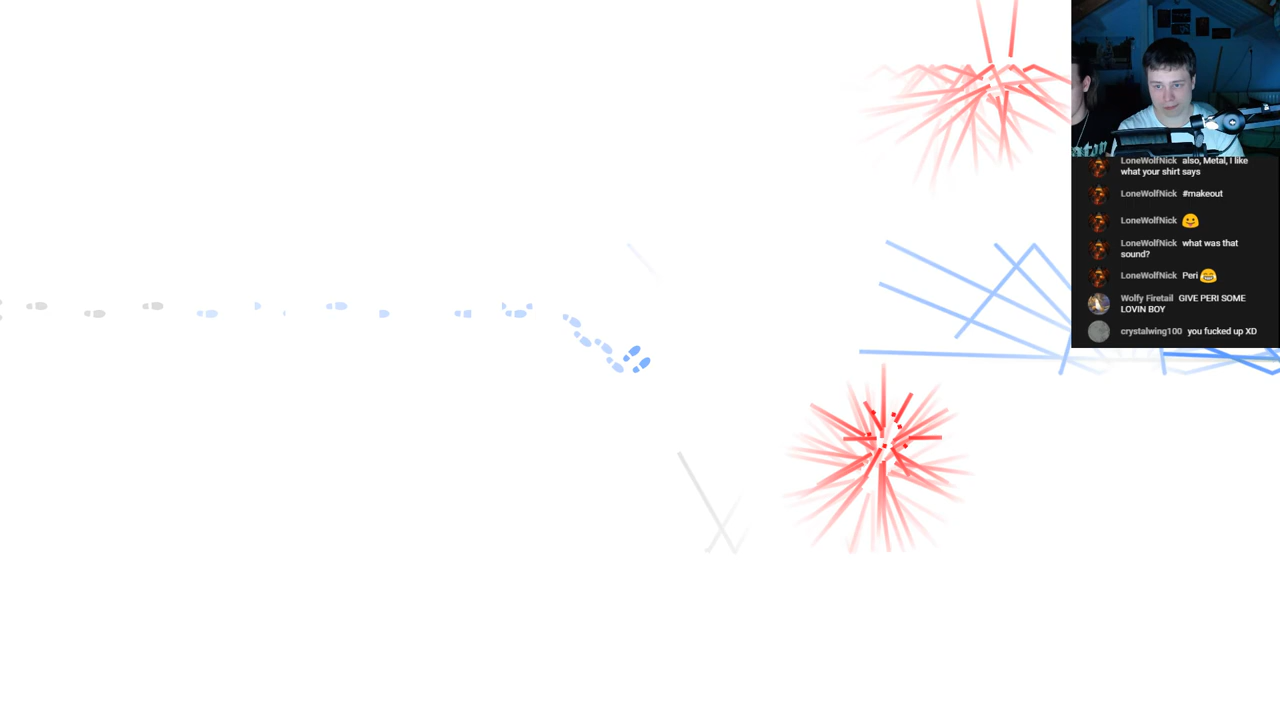 LoneWolfNick also, Metal, I like
what your shirt says
LoneWolfNick #makeout
LoneWolfNick
LoneWolfNick what was that
sound?
LoneWolfNick Peri
Wolfy Firetail GIVE PERI SOME
LOVIN BOY
crystalwing100 you fucked up XD